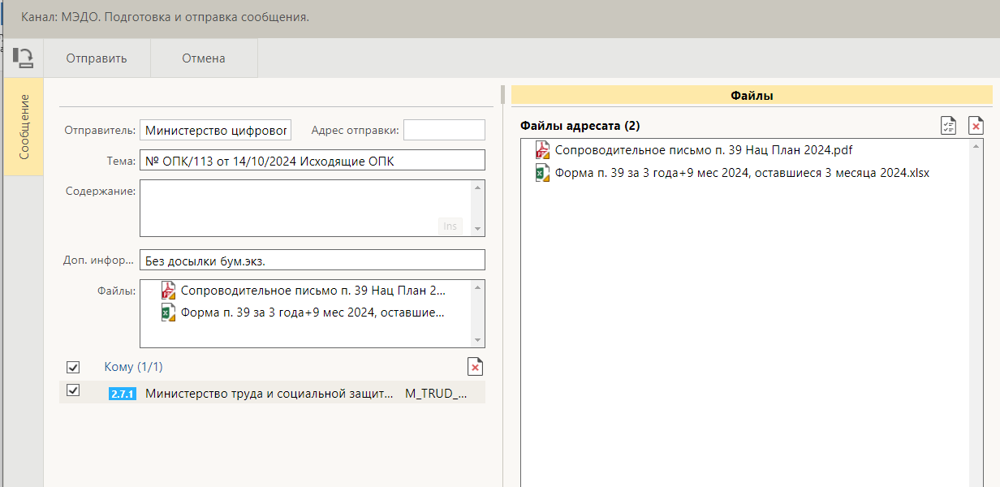 Канал: МЭДО. Подготовка и отправка сообщения.
Отправить
Отмена
Сообщение
Отправитель: Министерство цифровог
Адрес отправки:
Тема: № ОПК/113 от 14/10/2024 Исходящие ОПК
Содержание:
Ins
Доп. инфор... Без досылки бум.экз.
Файлы: Сопроводительное письмо п. 39 Нац План 2...
Форма п. 39 за 3 года+9 мес 2024, оставшие...
Кому (1/1)
2.7.1 Министерство труда и социальной защит... M_TRUD_...
Файлы
Файлы адресата (2)
Сопроводительное письмо п. 39 Нац План 2024.pdf
Форма п. 39 за 3 года+9 мес 2024, оставшиеся 3 месяца 2024.xlsx